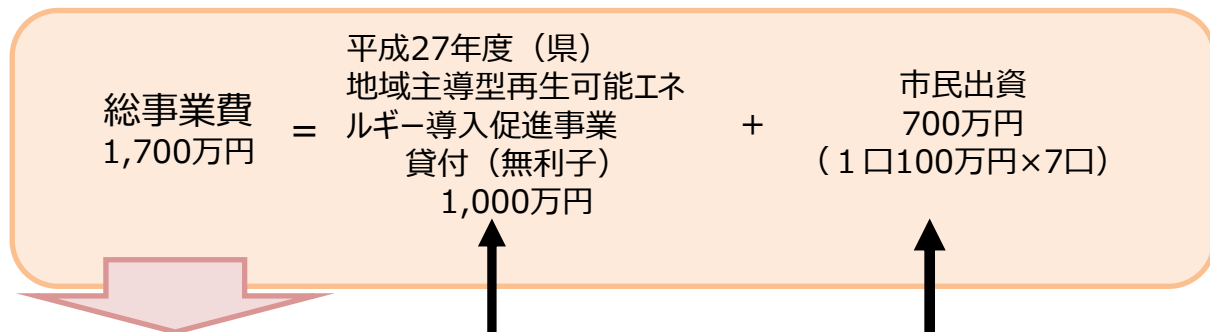 総事業費
1,700万円
=
平成27年度（県）
地域主導型再生可能エネ
ルギー導入促進事業
貸付（無利子）
1,000万円
+
市民出資
700万円
（１口100万円×7口）